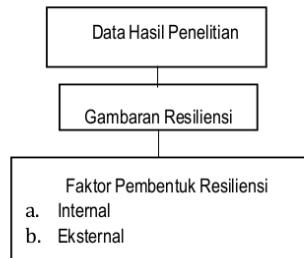 Data Hasil Penelitian
Gambaran Resiliensi
Faktor Pembentuk Resiliensi
a. Internal
b. Eksternal